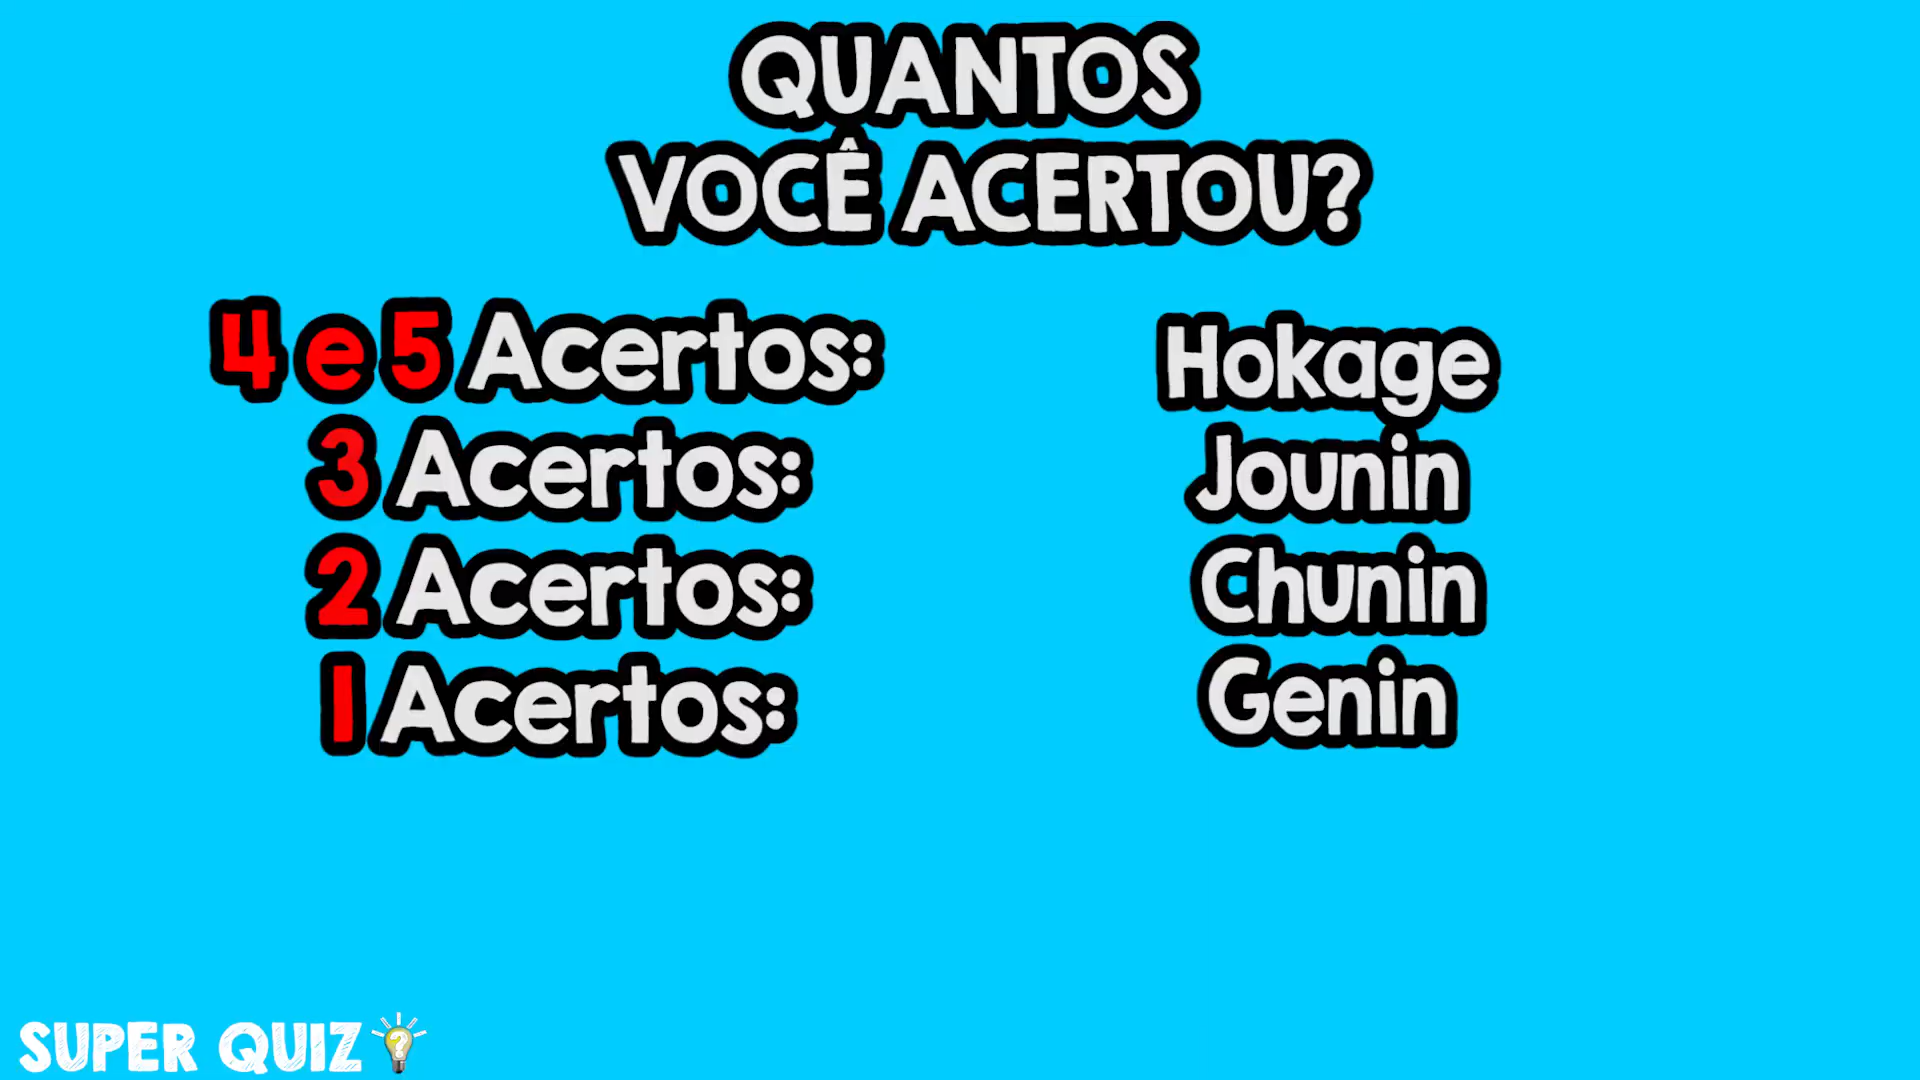 QUANTOS
VOCÊ ACERTOU?
4 e 5 Acertos: Hokage
3 Acertos: Jounin
2 Acertos: Chunin
1 Acertos: Genin
SUPER QUIZ ?